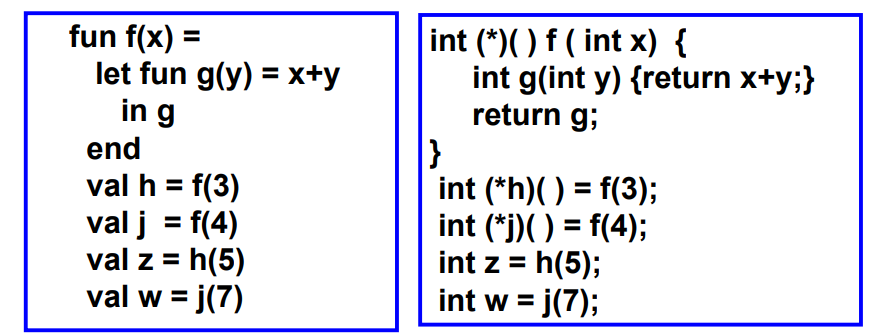 fun f(x) =
let fun g(y) = x+y
in g
end
val h = f(3)
val j = f(4)
val z = h(5)
val w = j(7)
int (*)( ) f ( int x) {
int g(int y) {return x+y;}
return g;
}
int (*h)( ) = f(3);
int (*j)( ) = f(4);
int z = h(5);
int w = j(7);